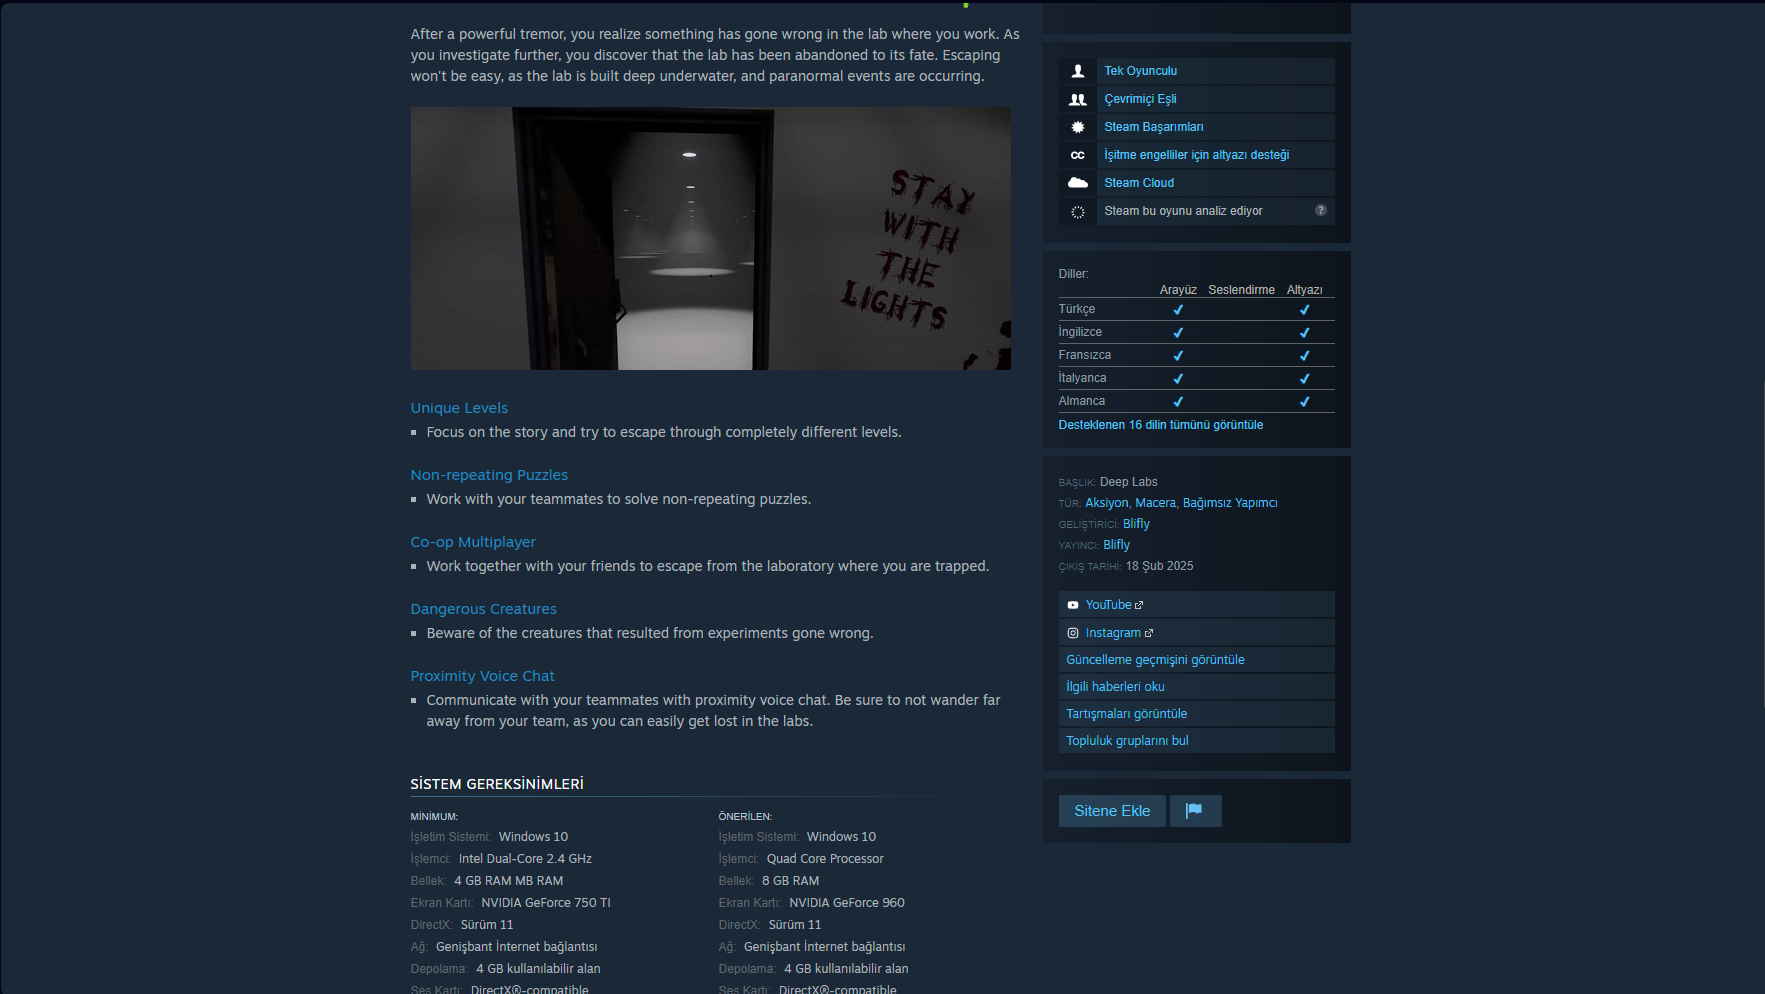 After a powerful tremor, you realize something has gone wrong in the lab where you work. As
you investigate further, you discover that the lab has been abandoned to its fate. Escaping
won't be easy, as the lab is built deep underwater, and paranormal events are occurring.
STAY
WITH
THE
LIGHTS
Unique Levels
Focus on the story and try to escape through completely different levels.
Non-repeating Puzzles
Work with your teammates to solve non-repeating puzzles.
Co-op Multiplayer
Work together with your friends to escape from the laboratory where you are trapped.
Dangerous Creatures
Beware of the creatures that resulted from experiments gone wrong.
Proximity Voice Chat
Communicate with your teammates with proximity voice chat. Be sure to not wander far
away from your team, as you can easily get lost in the labs.
SİSTEM GEREKSİNİMLERİ
MİNİMUM:
İşletim Sistemi: Windows 10
İşlemci: Intel Dual-Core 2.4 GHz
Bellek: 4 GB RAM MB RAM
Ekran Kartı: NVIDIA GeForce 750 TI
DirectX: Sürüm 11
Ağ: Genişbant İnternet bağlantısı
Depolama: 4 GB kullanılabilir alan
Ses Kartı: DirectX®-compatible
ÖNERİLEN:
İşletim Sistemi: Windows 10
İşlemci: Quad Core Processor
Bellek: 8 GB RAM
Ekran Kartı: NVIDIA GeForce 960
DirectX: Sürüm 11
Ağ: Genişbant İnternet bağlantısı
Depolama: 4 GB kullanılabilir alan
Ses Kartı: DirectX®-compatible
Tek Oyunculu
Çevrimiçi Eşli
Steam Başarımları
CC İşitme engelliler için altyazı desteği
Steam Cloud
Steam bu oyunu analiz ediyor ?
Diller:
Arayüz Seslendirme Altyazı
Türkçe ✔ ✔
İngilizce ✔ ✔
Fransızca ✔ ✔
İtalyanca ✔ ✔
Almanca ✔ ✔
Desteklenen 16 dilin tümünü görüntüle
BAŞLIK: Deep Labs
TÜR: Aksiyon, Macera, Bağımsız Yapımcı
GELİŞTİRİCİ: Blifly
YAYINCI: Blifly
ÇIKIŞ TARİHİ: 18 Şub 2025
YouTube
Instagram
Güncelleme geçmişini görüntüle
İlgili haberleri oku
Tartışmaları görüntüle
Topluluk gruplarını bul
Sitene Ekle